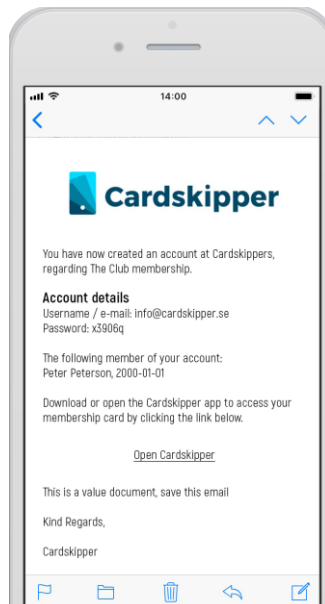 14:00
Cardskipper
You have now created an account at Cardskippers,
regarding The Club membership.
Account details
Username / e-mail: info@cardskipper.se
Password: x3906q
The following member of your account:
Peter Peterson, 2000-01-01
Download or open the Cardskipper app to access your
membership card by clicking the link below.
Open Cardskipper
This is a value document, save this email
Kind Regards,
Cardskipper